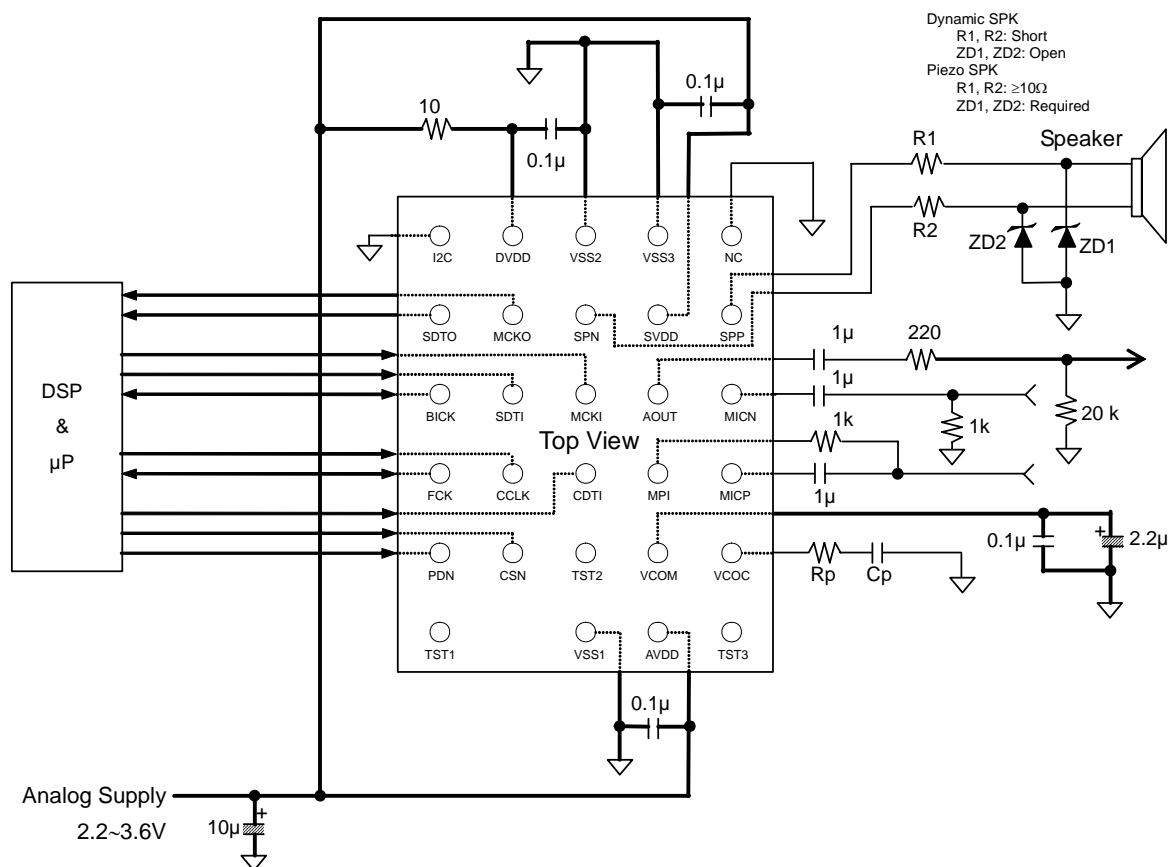 Dynamic SPK
R1, R2: Short
ZD1, ZD2: Open
Piezo SPK
R1, R2: ≥10Ω
ZD1, ZD2: Required
0.1µ
10
0.1µ
R1
Speaker
R2
ZD2
ZD1
I2C
DVDD
VSS2
VSS3
NC
SDTO
MCKO
SPN
SVDD
SPP
1µ
220
DSP
&
µP
1µ
BICK
SDTI
MCKI
AOUT
MICN
20 k
1k
1k
Top View
FCK
CCLK
CDTI
MPI
MICP
1µ
0.1µ
+
2.2µ
PDN
CSN
TST2
VCOM
VCOC
Rp
Cp
TST1
VSS1
AVDD
TST3
0.1µ
Analog Supply
2.2~3.6V
10µ
+